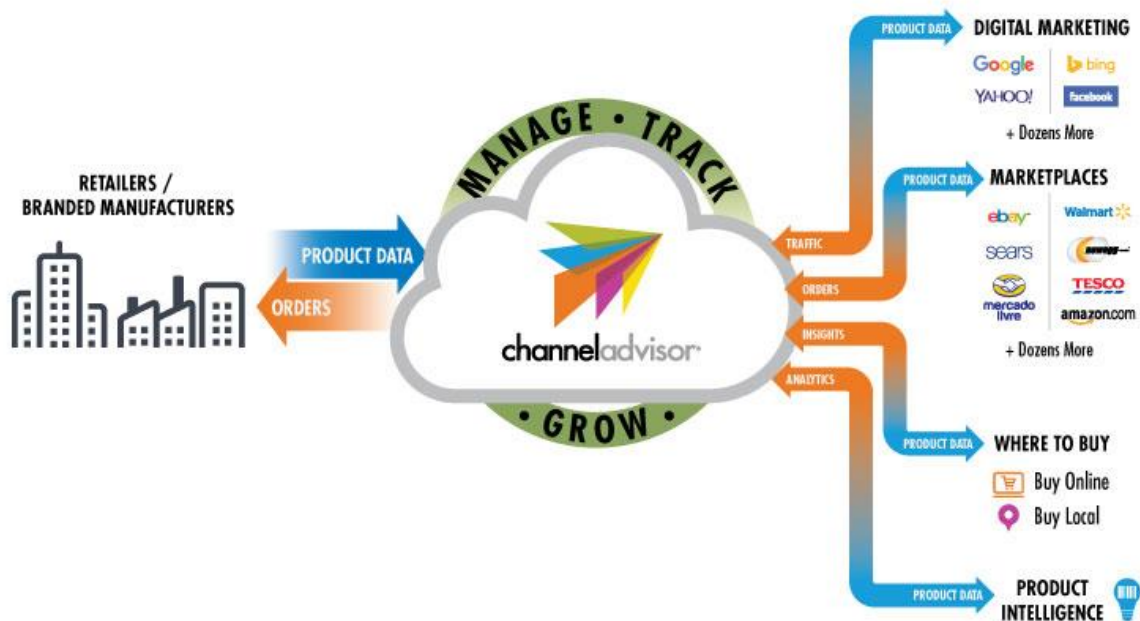 RETAILERS /
BRANDED MANUFACTURERS
PRODUCT DATA
ORDERS
MANAGE • TRACK
channeladvisor
• GROW •
TRAFFIC
ORDERS
INSIGHTS
ANALYTICS
PRODUCT DATA
DIGITAL MARKETING
Google
bing
YAHOO!
facebook
+ Dozens More
PRODUCT DATA
MARKETPLACES
ebay
Walmart
sears
newegg
mercado
livre
TESCO
amazon.com
+ Dozens More
PRODUCT DATA
WHERE TO BUY
Buy Online
Buy Local
PRODUCT DATA
PRODUCT
INTELLIGENCE